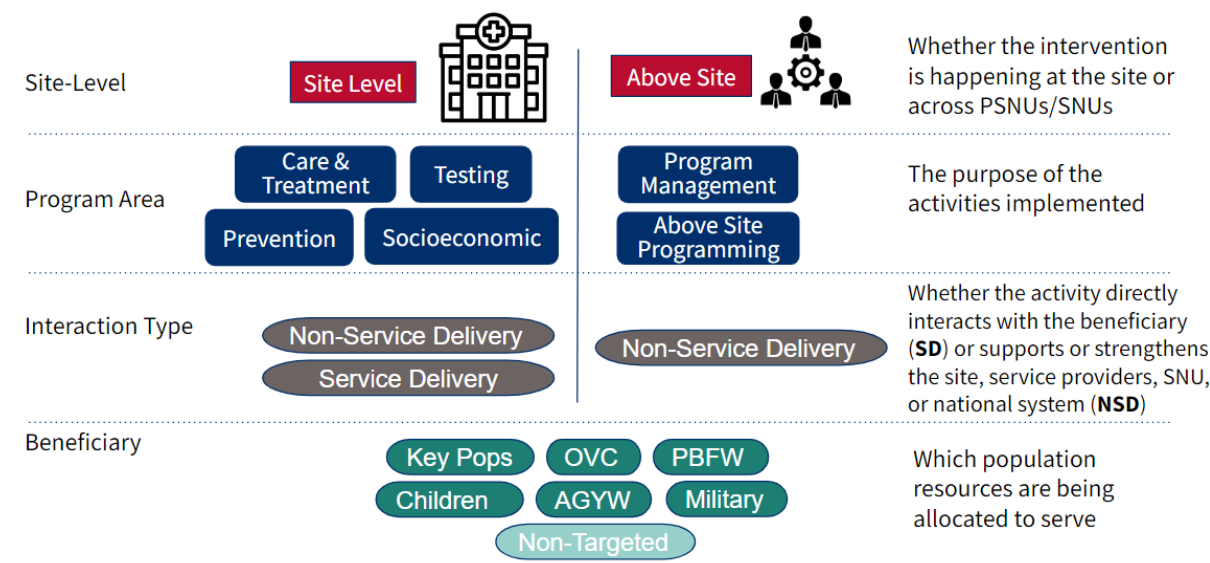 Site-Level
Site Level
Above Site
Whether the intervention
is happening at the site or
across PSNUs/SNUs
Program Area
Care &
Treatment
Testing
Prevention
Socioeconomic
Program
Management
Above Site
Programming
The purpose of the
activities implemented
Interaction Type
Non-Service Delivery
Service Delivery
Non-Service Delivery
Whether the activity directly
interacts with the beneficiary
(SD) or supports or strengthens
the site, service providers, SNU,
or national system (NSD)
Beneficiary
Key Pops
OVC
PBFW
Children
AGYW
Military
Non-Targeted
Which population
resources are being
allocated to serve